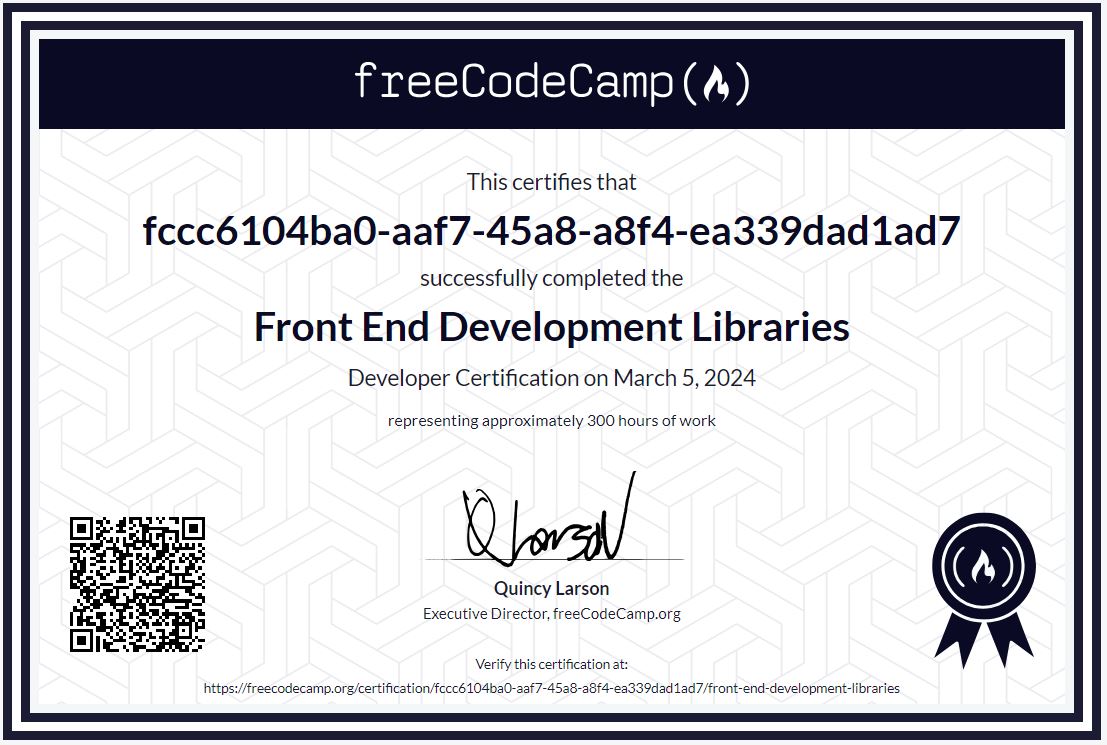 freeCodeCamp
This certifies that
fccc6104ba0-aaf7-45a8-a8f4-ea339dad1ad7
successfully completed the
Front End Development Libraries
Developer Certification on March 5, 2024
representing approximately 300 hours of work
Q Larson
Quincy Larson
Executive Director, freeCodeCamp.org
Verify this certification at:
https://freecodecamp.org/certification/fccc6104ba0-aaf7-45a8-a8f4-ea339dad1ad7/front-end-development-libraries